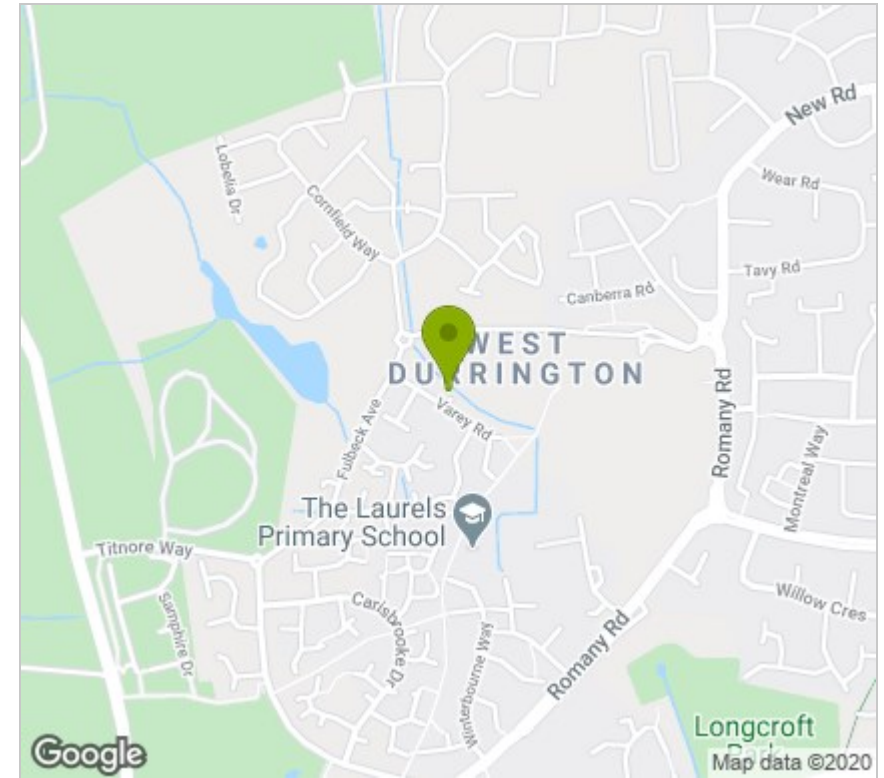 New Rd
Wear Rd
Lobelia Dr
Cornfield Way
Tavy Rd
Canberra Rd
WEST
DURRINGTON
Varey Rd
Fulbeck Ave
Romany Rd
Montreal Way
The Laurels
Primary School
Titnore Way
Willow Cres
Samphire Dr
Carisbrooke Dr
Winterbourne Way
Romany Rd
Longcroft
Park
Google
Map data ©2020